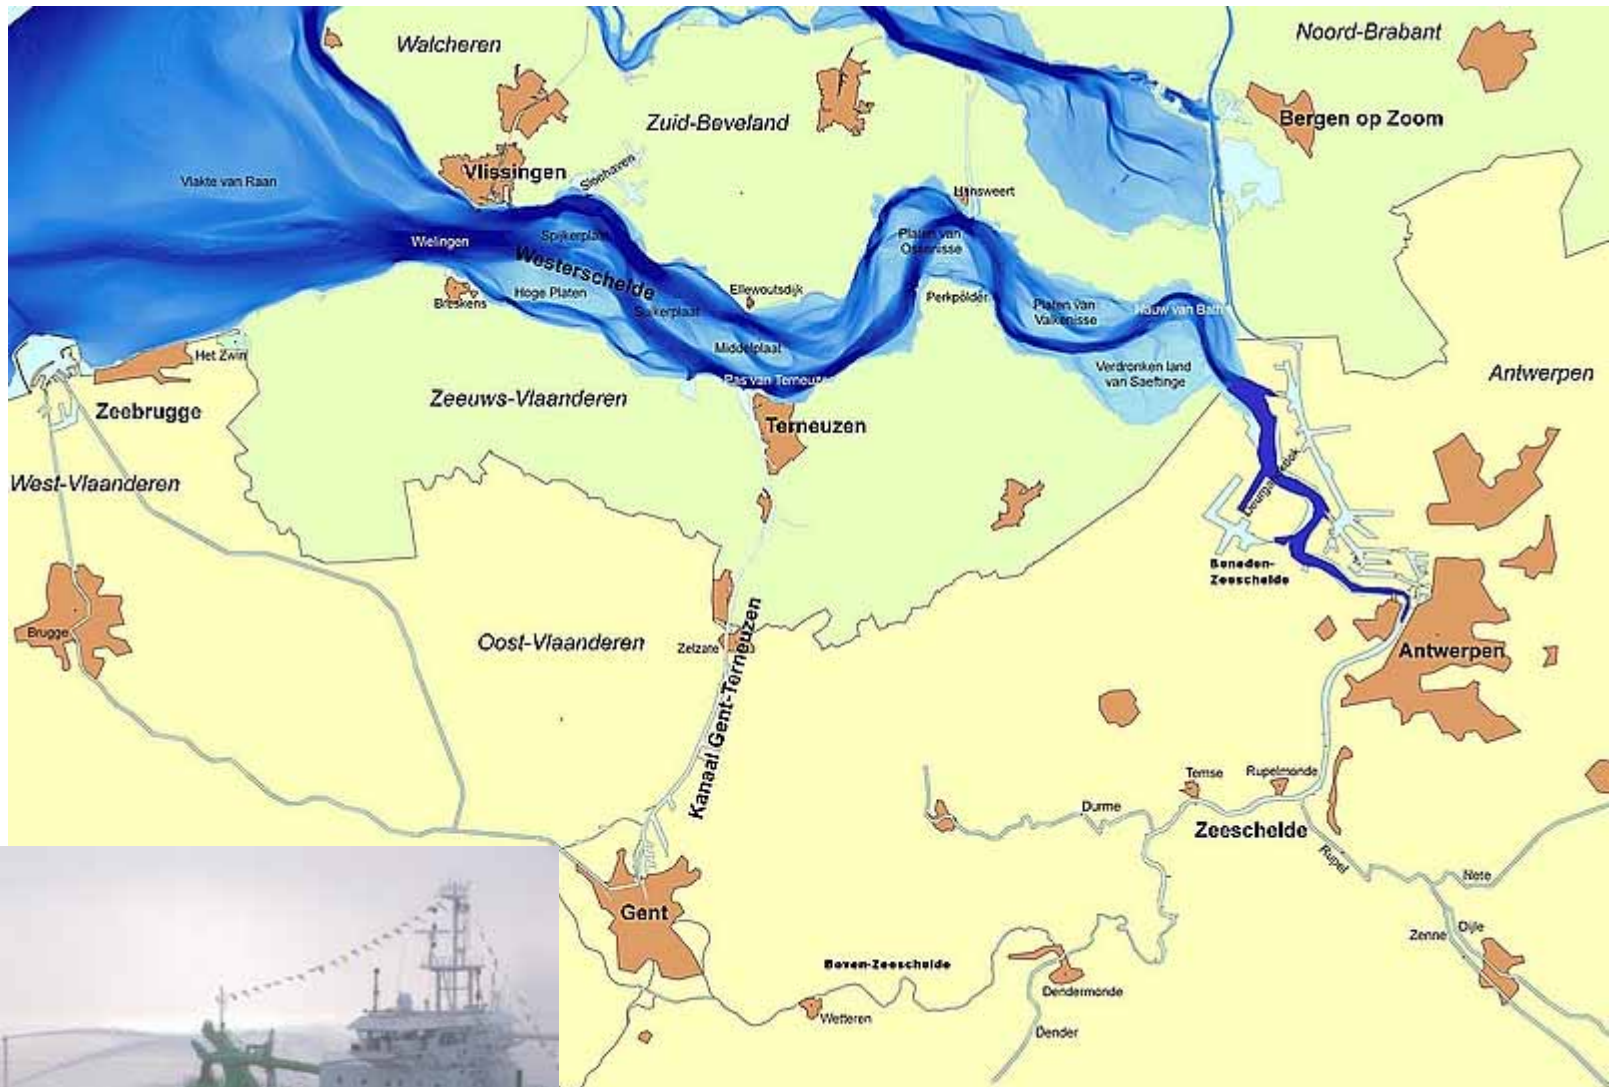 Walcheren
Noord-Brabant
Zuid-Beveland
Bergen op Zoom
Vlissingen
Sloehaven
Vlakte van Raan
Hansweert
Wielingen
Spijkerplaat
Platen van
Ossenisse
Westerschelde
Ellewoutsdijk
Breskens
Hoge Platen
Perkpolder
Suikerplaat
Platen van
Valkenisse
Nauw van Bath
Middelplaat
Het Zwin
Verdronken land
van Saeftinge
Pas van Terneuzen
Antwerpen
Zeebrugge
Zeeuws-Vlaanderen
Terneuzen
West-Vlaanderen
Beneden-
Zeeschelde
Brugge
Oost-Vlaanderen
Zelzate
Kanaal Gent-Terneuzen
Antwerpen
Temse
Rupelmonde
Durme
Zeeschelde
Rupel
Nete
Gent
Zenne
Dijle
Boven-Zeeschelde
Dendermonde
Wetteren
Dender